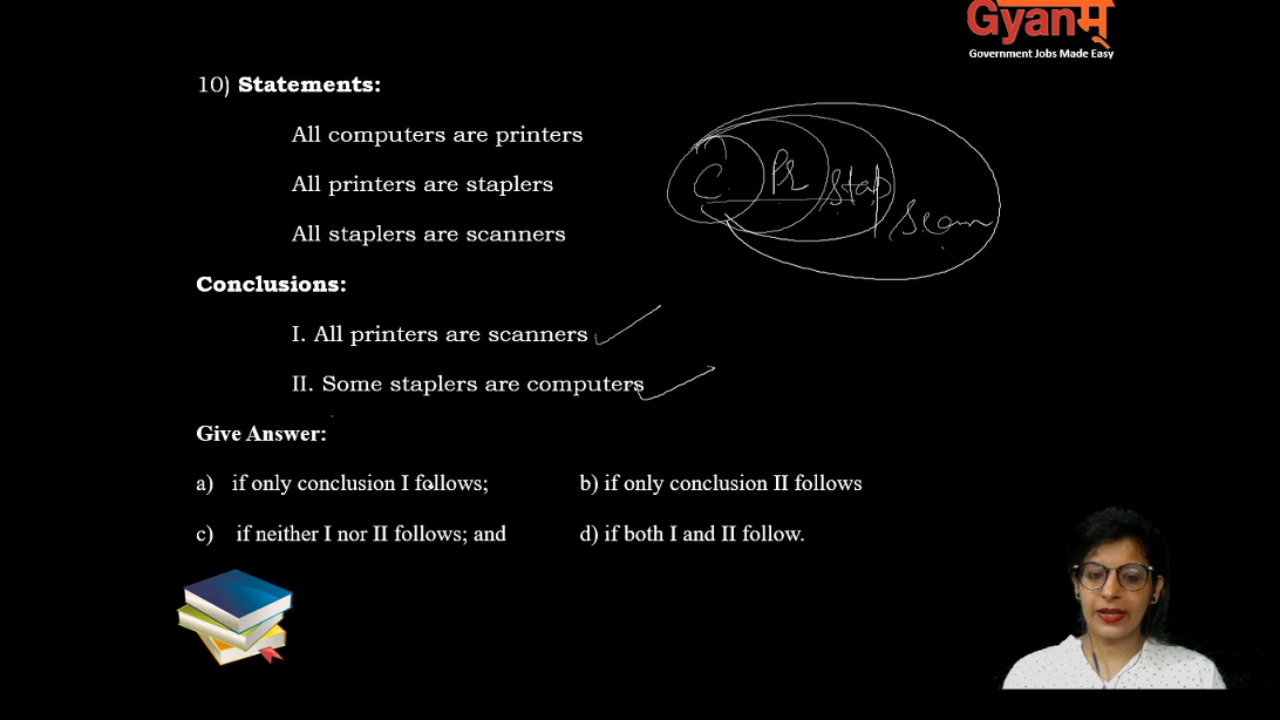 Gyanम्
Government Jobs Made Easy
10) Statements:
All computers are printers
All printers are staplers
All staplers are scanners
C Pr stap scann
Conclusions:
I. All printers are scanners
II. Some staplers are computers
Give Answer:
a) if only conclusion I follows; b) if only conclusion II follows
c) if neither I nor II follows; and d) if both I and II follow.